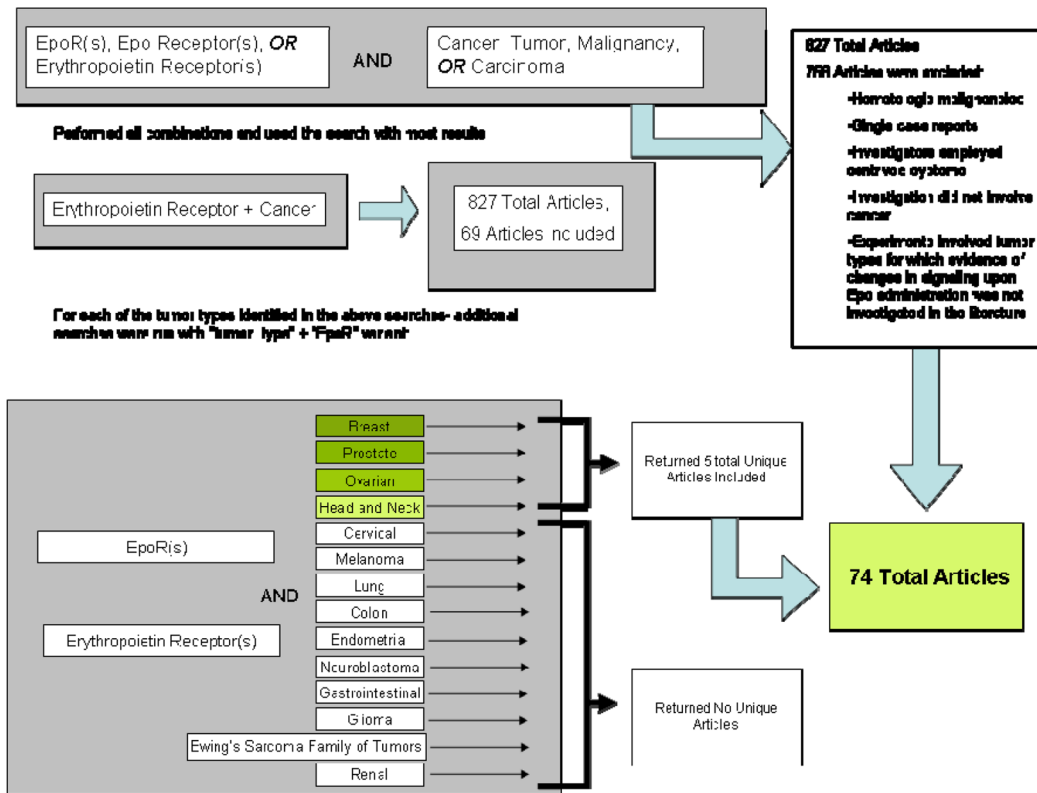 EpoR(s), Epo Receptor(s), OR
Erythropoietin Receptor(s)
AND
Cancer Tumor, Malignancy,
OR Carcinoma
Performed all combinations and used the search with most results
Erythropoietin Receptor + Cancer
827 Total Articles,
69 Articles Included
For each of the tumor types identified in the above searches- additional
searches were run with "tumor type" + "EpoR" variant
827 Total Articles
Articles were excluded
•Single case reports
•Investigators employed
•Investigation did not involve
cancer
•Experiments involved tumor
types for which evidence of
changes in signaling upon
Epo administration was not
investigated in the literature
EpoR(s)
AND
Erythropoietin Receptor(s)
Breast
Prostate
Ovarian
Head and Neck
Cervical
Melanoma
Lung
Colon
Endometria
Neuroblastoma
Gastrointestinal
Glioma
Ewing's Sarcoma Family of Tumors
Renal
Returned 5 total Unique
Articles Included
Returned No Unique
Articles
74 Total Articles